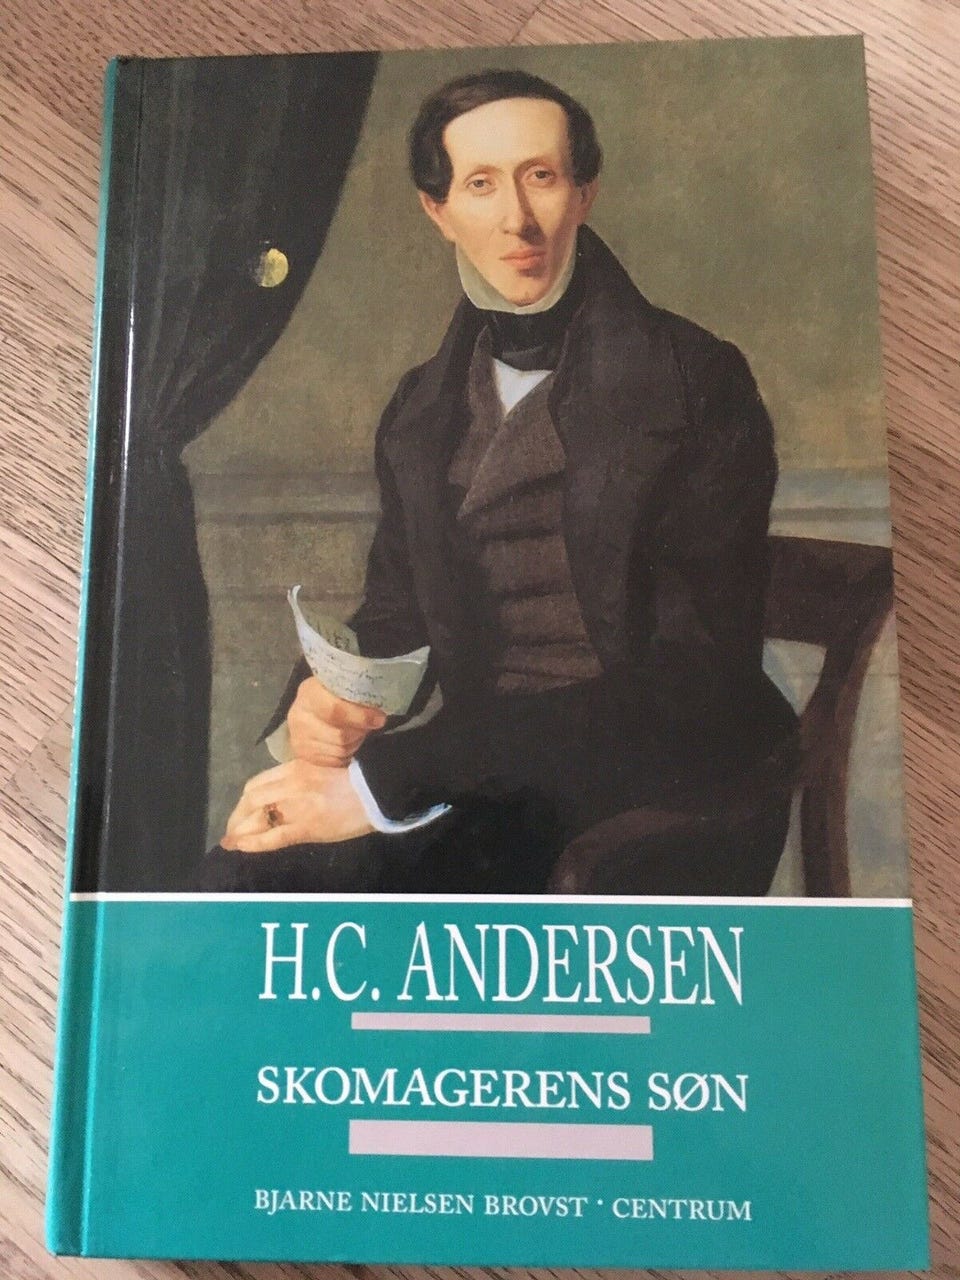 H.C. ANDERSEN
SKOMAGERENS SØN
BJARNE NIELSEN BROVST · CENTRUM